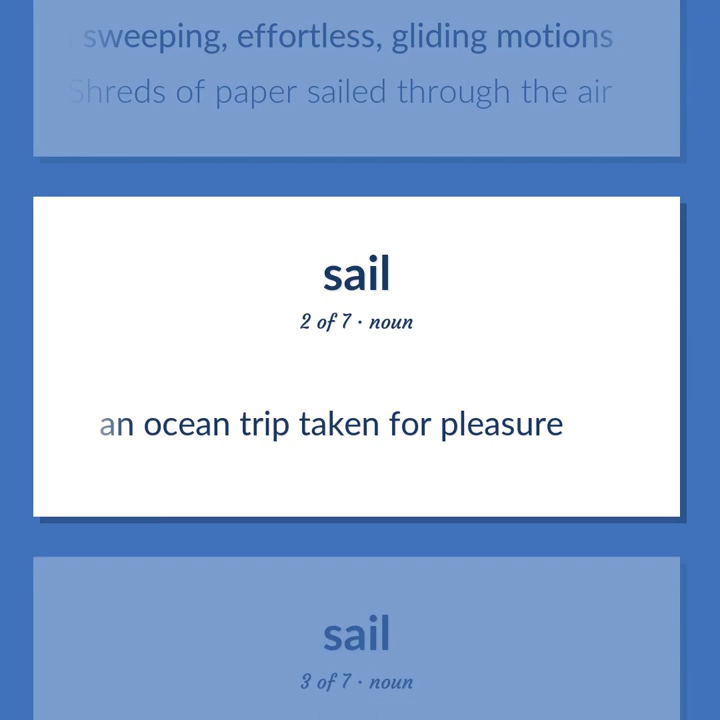 sweeping, effortless, gliding motions
Shreds of paper sailed through the air
sail
2 of 7 · noun
an ocean trip taken for pleasure
sail
3 of 7 · noun